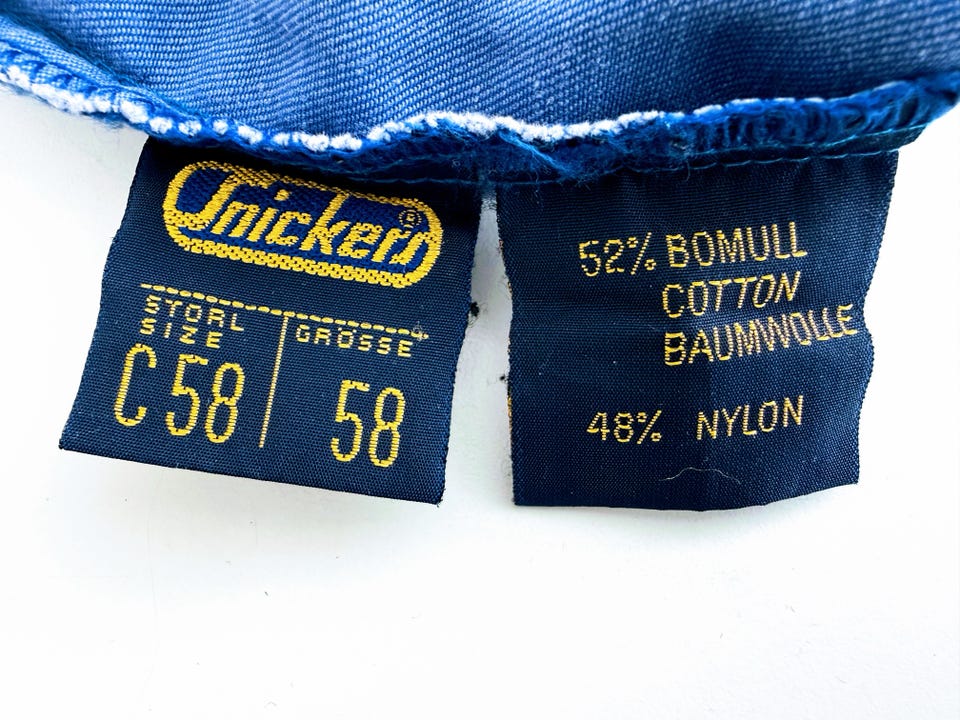 Snickers®
STORL
SIZE
C 58
GRÖSSE
58
52% BOMULL
COTTON
BAUMWOLLE
48% NYLON